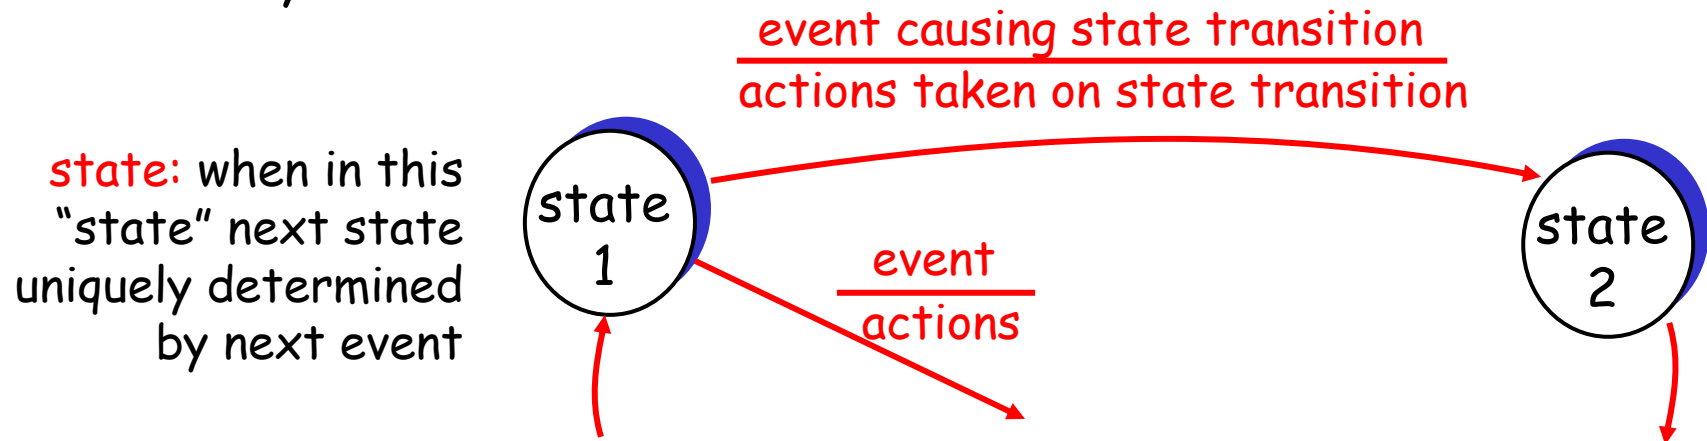 event causing state transition
actions taken on state transition
state: when in this
“state” next state
uniquely determined
by next event
state
1
event
actions
state
2